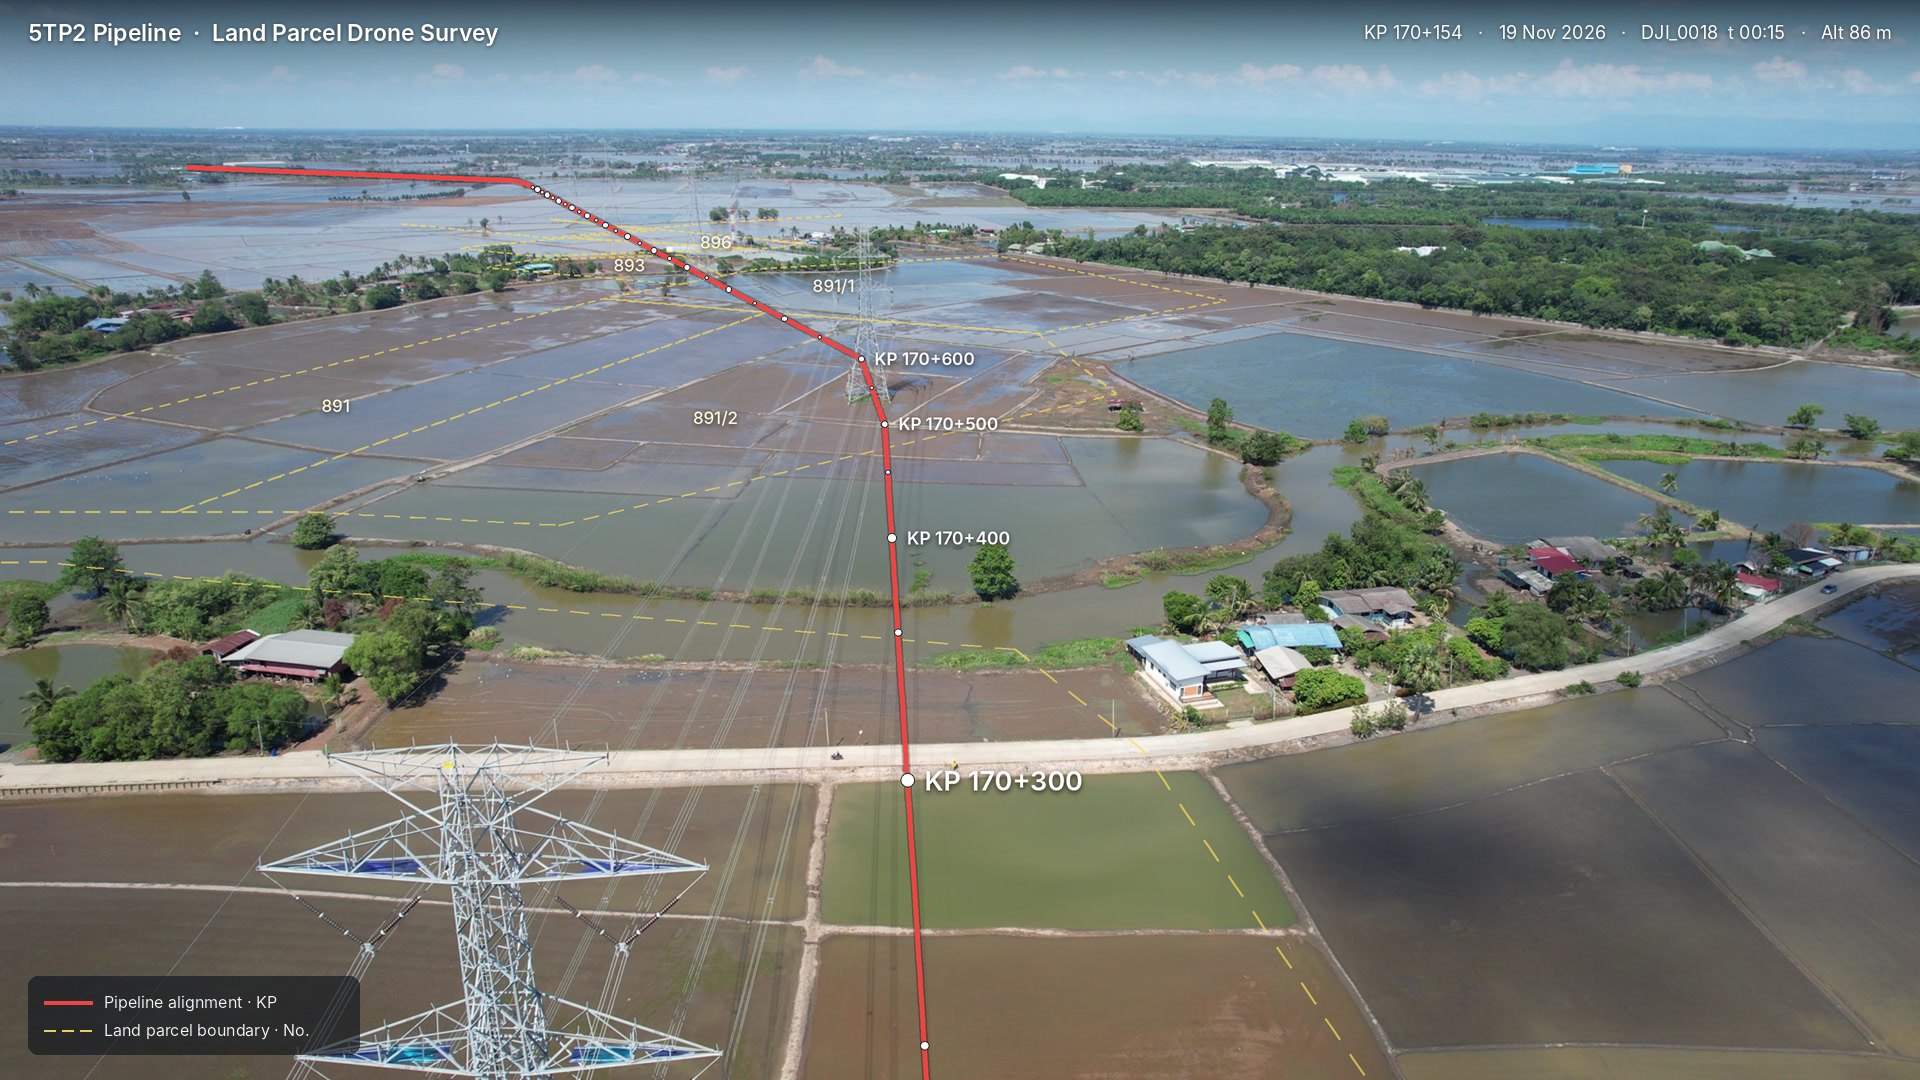 5TP2 Pipeline · Land Parcel Drone Survey
KP 170+154 · 19 Nov 2026 · DJI_0018 t 00:15 · Alt 86 m
896
893
891/1
KP 170+600
891
891/2
KP 170+500
KP 170+400
KP 170+300
Pipeline alignment · KP
Land parcel boundary · No.